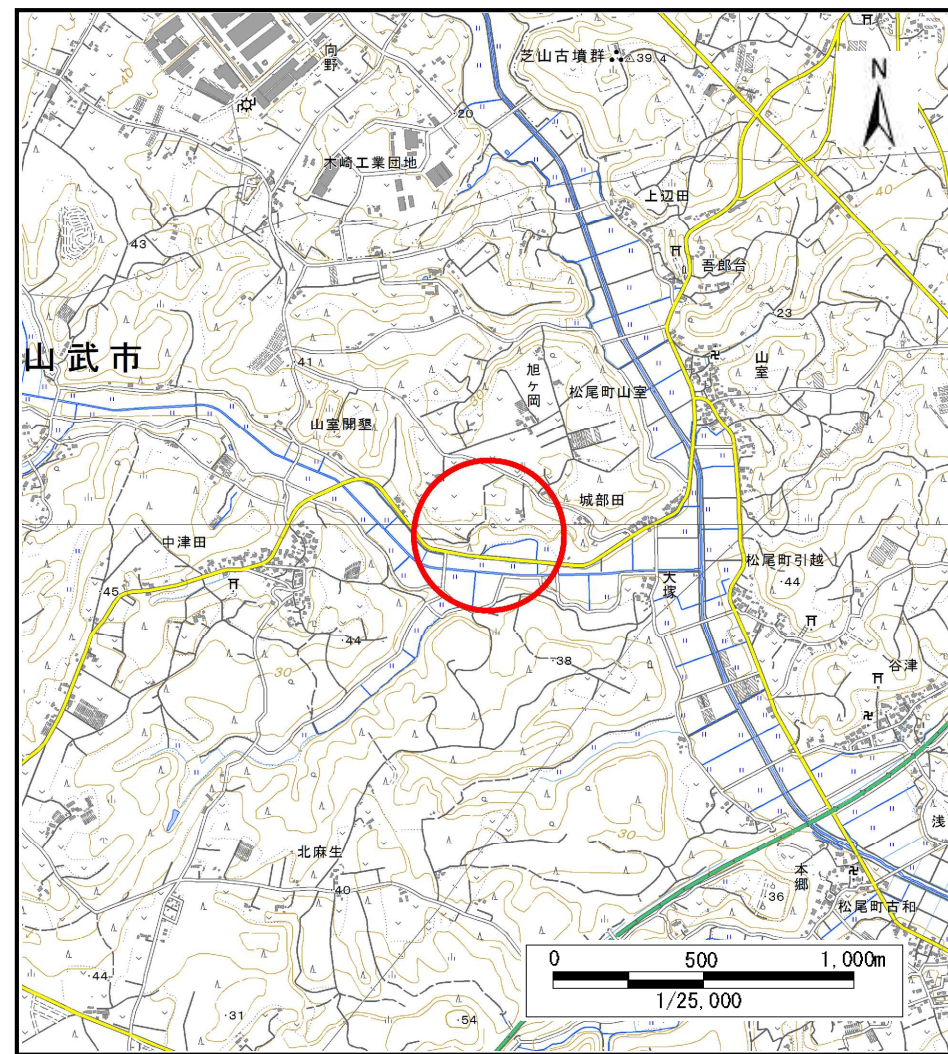 向野
芝山古墳群
39.4
40
N
20
木崎工業団地
上辺田
40
43
吾郎台
23
山武市
41
旭ケ岡
松尾町山室
山室
山室開墾
城部田
中津田
松尾町引越
大塚
44
45
44
38
谷津
30
30
浅
北麻生
40
本郷
36
松尾町古和
44
0 500 1,000m
1/25,000
31
54